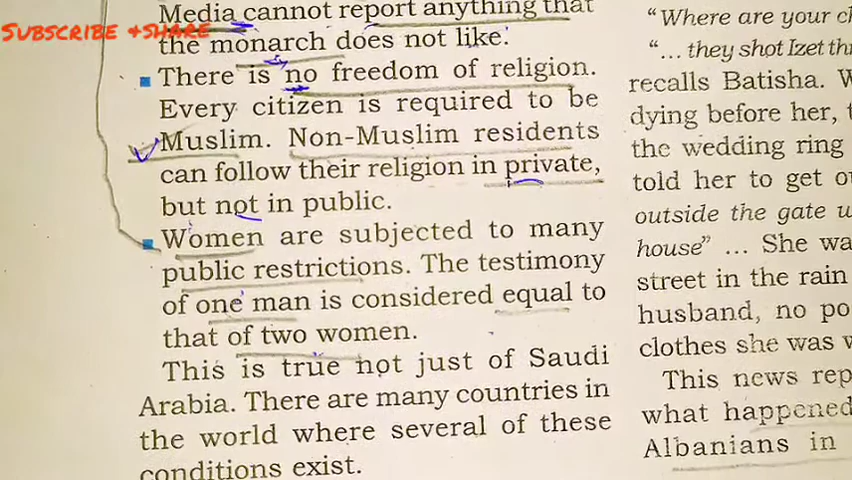 SUBSCRIBE & SHARE
Media cannot report anything that
the monarch does not like.
There is no freedom of religion.
Every citizen is required to be
Muslim. Non-Muslim residents
can follow their religion in private,
but not in public.
Women are subjected to many
public restrictions. The testimony
of one man is considered equal to
that of two women.
This is true not just of Saudi
Arabia. There are many countries in
the world where several of these
conditions exist.
"Where are your
"... they shot Izet
recalls Batisha.
dying before her,
the wedding ring
told her to get
outside the gate
house" ... She
street in the rain
husband, no
clothes she was
This news
what happened
Albanians in